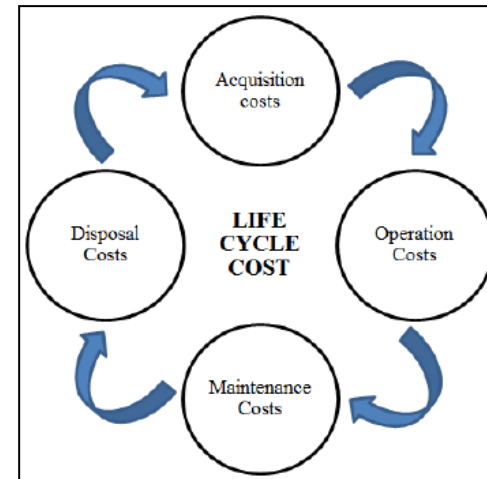 Acquisition
costs
LIFE
CYCLE
COST
Disposal
Costs
Operation
Costs
Maintenance
Costs